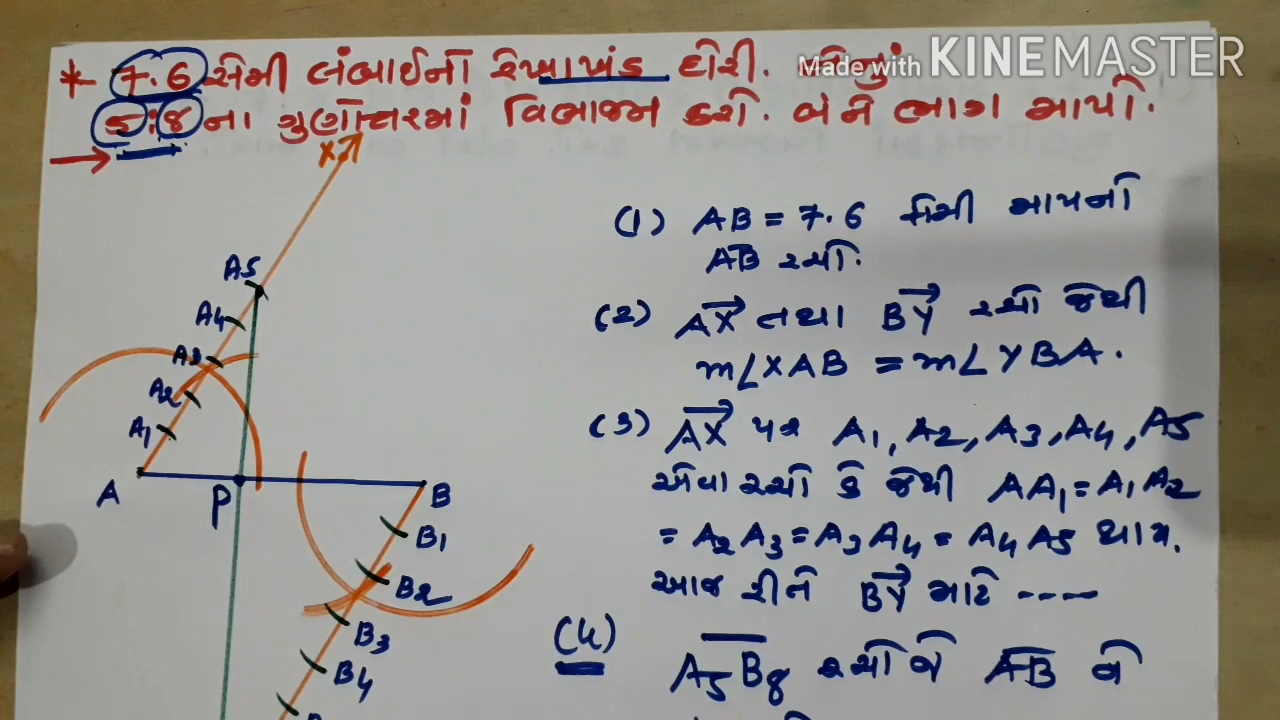 Made with KINEMASTER
* 7.6 સેમી લંબાઈનો રેખાખંડ દોરી. તેનું
5:8 ના ગુણોત્તરમાં વિભાજન કરો. બંને ભાગ માપો.
→
X
A5
A4
A3
A2
A1
A
P
B
B1
B2
B3
B4
(1) AB = 7.6 સેમી માપનો
AB રચો.
(2) AX તથા BY રચો જેથી
m∠XAB = m∠YBA.
(3) AX પર A1, A2, A3, A4, A5
એવા રચો કે જેથી AA1 = A1A2
= A2A3 = A3A4 = A4A5 થાય.
આજ રીતે BY માટે ----
(4) A5B8 રચો જે AB ને